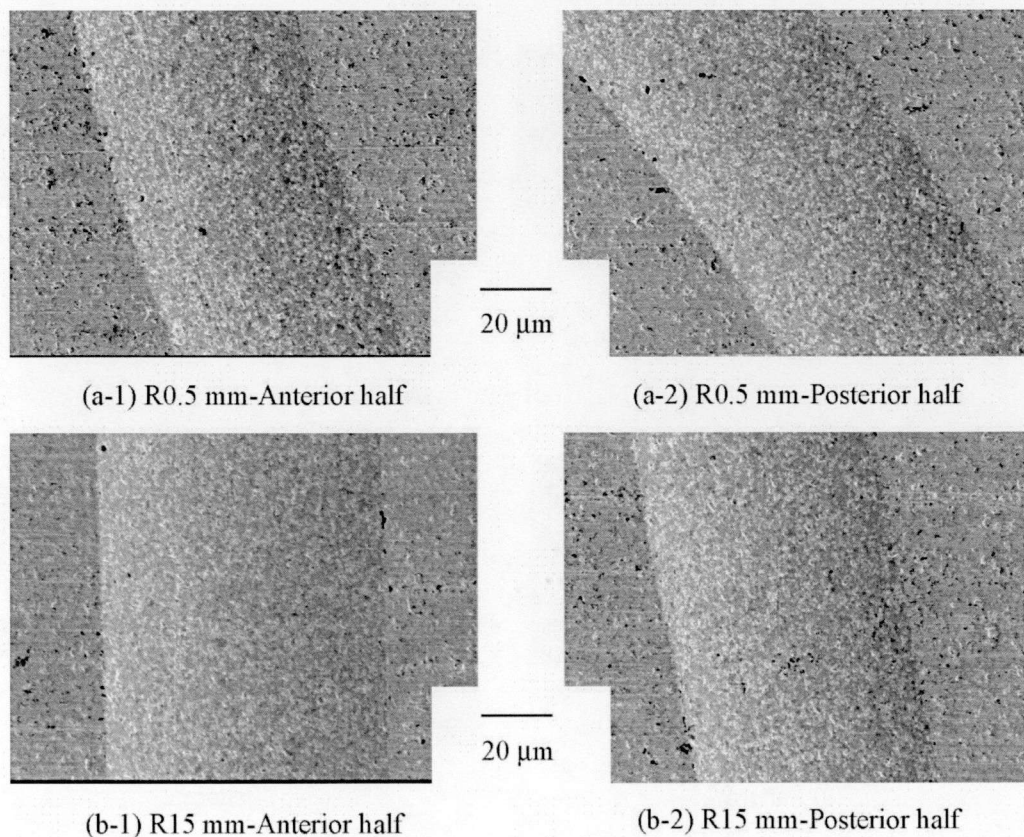 20 μm
(a-1) R0.5 mm-Anterior half
(a-2) R0.5 mm-Posterior half
20 μm
(b-1) R15 mm-Anterior half
(b-2) R15 mm-Posterior half